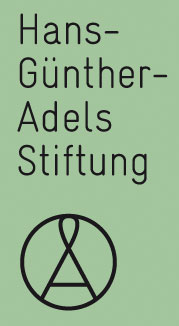 Hans-
Günther-
Adels
Stiftung